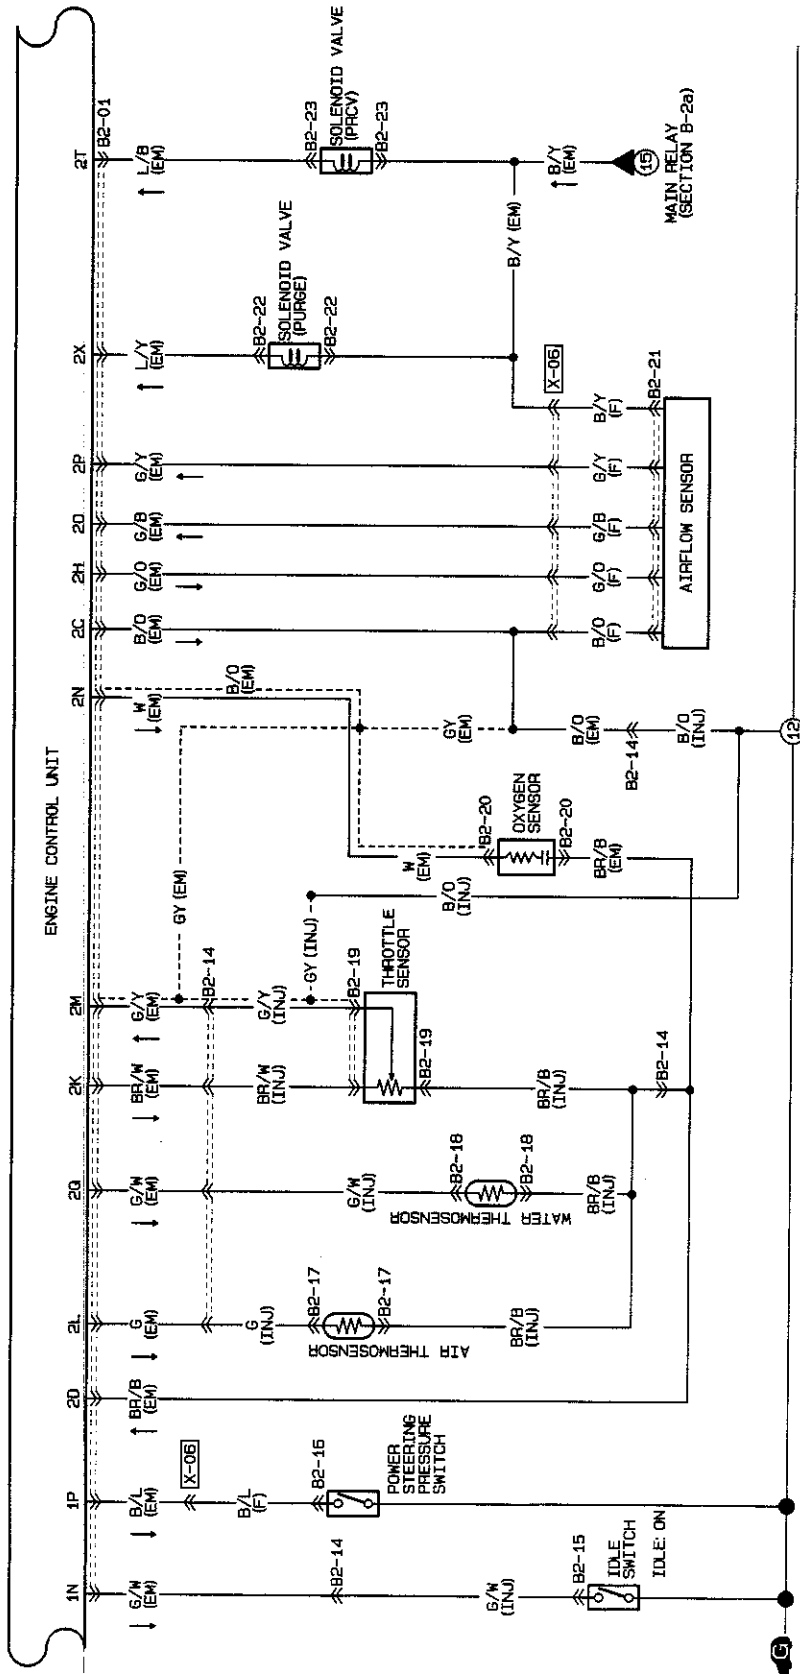 ENGINE CONTROL UNIT
1N
1P
2D
2L
2Q
2K
2M
2N
2C
2H
2O
2P
2X
2T
B2-01
G/W
(EM)
B/L
(EM)
BR/B
(EM)
G
(EM)
G/W
(EM)
BR/W
(EM)
G/Y
(EM)
W
(EM)
B/O
(EM)
G/O
(EM)
G/B
(EM)
G/Y
(EM)
L/Y
(EM)
L/B
(EM)
X-06
B2-14
GY (EM)
B/O
(EM)
B/L
(F)
G
(INJ)
G/W
(INJ)
BR/W
(INJ)
G/Y
(INJ)
GY (INJ)
B2-14
B2-16
POWER
STEERING
PRESSURE
SWITCH
B2-17
AIR THERMOSENSOR
B2-17
B2-18
WATER THERMOSENSOR
B2-18
B2-19
THROTTLE
SENSOR
B2-19
W
(EM)
GY
(EM)
B2-22
SOLENOID VALVE
(PURGE)
B2-22
B2-23
SOLENOID VALVE
(PRCV)
B2-23
B/O
(INJ)
B2-20
OXYGEN
SENSOR
B2-20
B/Y (EM)
B/Y
(EM)
15
MAIN RELAY
(SECTION B-2a)
G/W
(INJ)
B2-15
IDLE
SWITCH
IDLE: ON
BR/B
(INJ)
BR/B
(INJ)
BR/B
(INJ)
B2-14
BR/B
(EM)
B/O
(EM)
B2-14
B/O
(INJ)
X-06
B/O
(F)
G/O
(F)
G/B
(F)
G/Y
(F)
B/Y
(F)
B2-21
AIRFLOW SENSOR
G
12